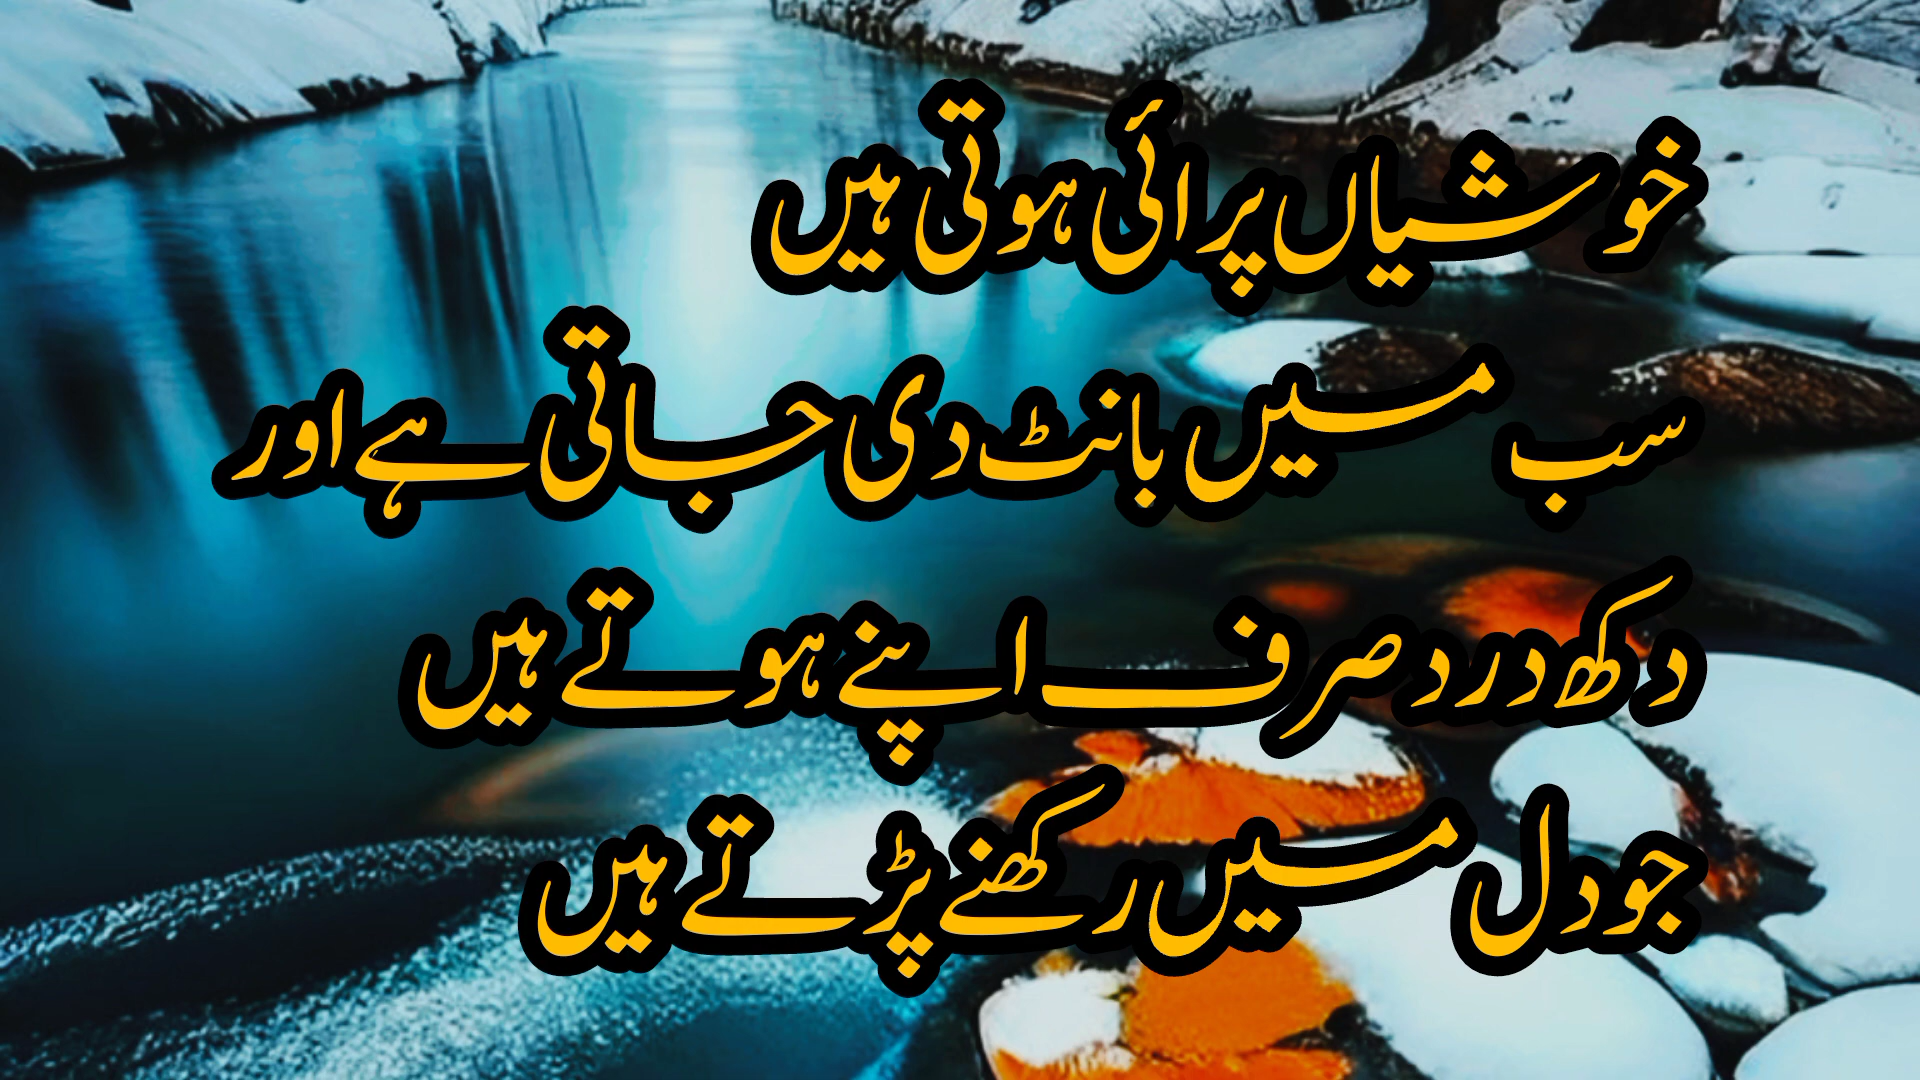 خوشیاں پرائی ہوتی ہیں
سب میں بانٹ دی جاتی ہے اور
دکھ درد صرف اپنے ہوتے ہیں
جو دل میں رکھنے پڑتے ہیں